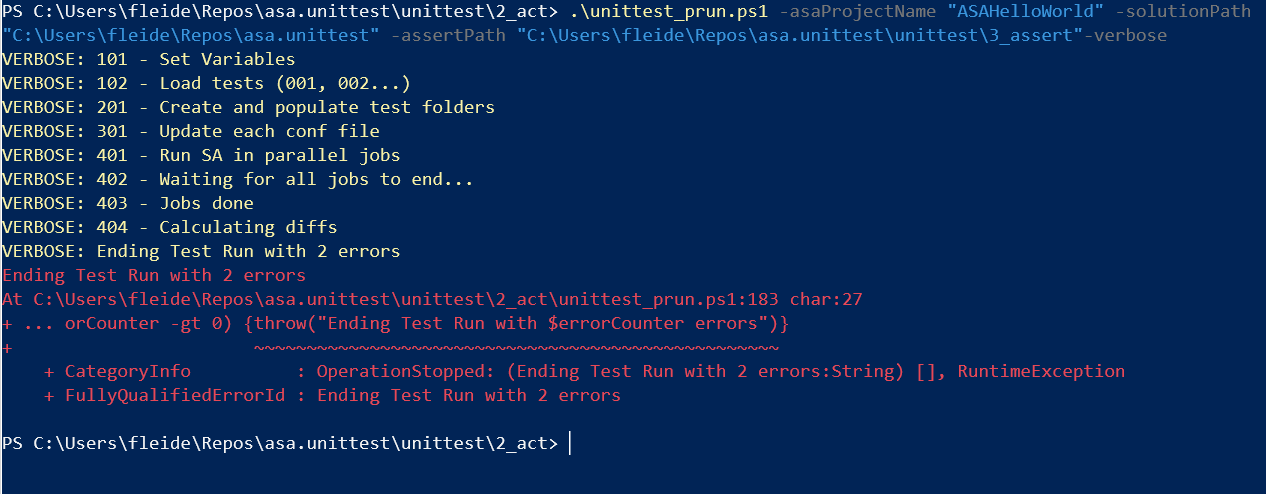 PS C:\Users\fleide\Repos\asa.unittest\unittest\2_act> .\unittest_prun.ps1 -asaProjectName "ASAHelloWorld" -solutionPath
"C:\Users\fleide\Repos\asa.unittest" -assertPath "C:\Users\fleide\Repos\asa.unittest\unittest\3_assert"-verbose
VERBOSE: 101 - Set Variables
VERBOSE: 102 - Load tests (001, 002...)
VERBOSE: 201 - Create and populate test folders
VERBOSE: 301 - Update each conf file
VERBOSE: 401 - Run SA in parallel jobs
VERBOSE: 402 - Waiting for all jobs to end...
VERBOSE: 403 - Jobs done
VERBOSE: 404 - Calculating diffs
VERBOSE: Ending Test Run with 2 errors
Ending Test Run with 2 errors
At C:\Users\fleide\Repos\asa.unittest\unittest\2_act\unittest_prun.ps1:183 char:27
+ ... orCounter -gt 0) {throw("Ending Test Run with $errorCounter errors")}
+                        ~~~~~~~~~~~~~~~~~~~~~~~~~~~~~~~~~~~~~~~~~~~~~~~~~~
    + CategoryInfo          : OperationStopped: (Ending Test Run with 2 errors:String) [], RuntimeException
    + FullyQualifiedErrorId : Ending Test Run with 2 errors
PS C:\Users\fleide\Repos\asa.unittest\unittest\2_act>